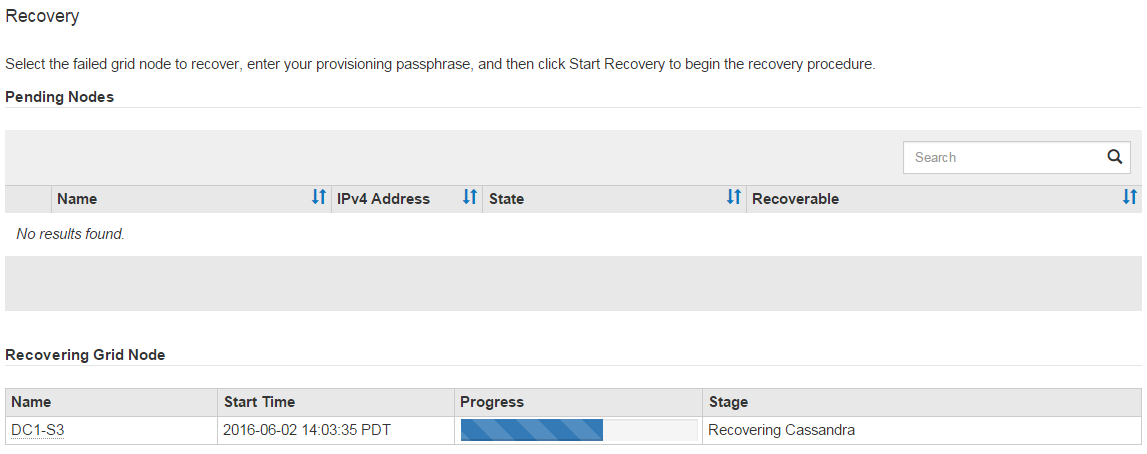 Recovery
Select the failed grid node to recover, enter your provisioning passphrase, and then click Start Recovery to begin the recovery procedure.
Pending Nodes
Search
Name IPv4 Address State Recoverable
No results found.
Recovering Grid Node
Name Start Time Progress Stage
DC1-S3 2016-06-02 14:03:35 PDT Recovering Cassandra